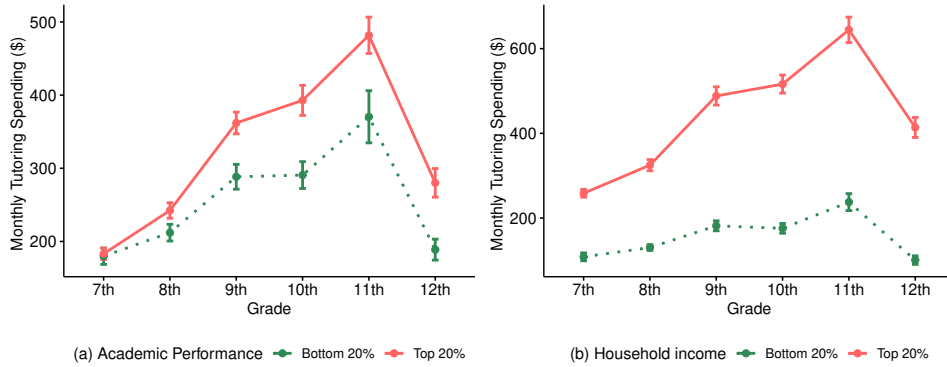 Monthly Tutoring Spending ($)
500
400
300
200
7th 8th 9th 10th 11th 12th
Grade
(a) Academic Performance Bottom 20% Top 20%
Monthly Tutoring Spending ($)
600
400
200
7th 8th 9th 10th 11th 12th
Grade
(b) Household income Bottom 20% Top 20%